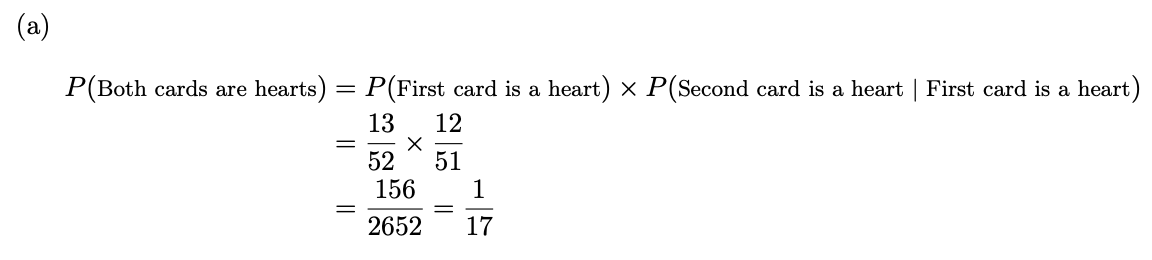 (a)
P(Both cards are hearts) = P(First card is a heart) × P(Second card is a heart | First card is a heart)
= 13/52 × 12/51
= 156/2652 = 1/17